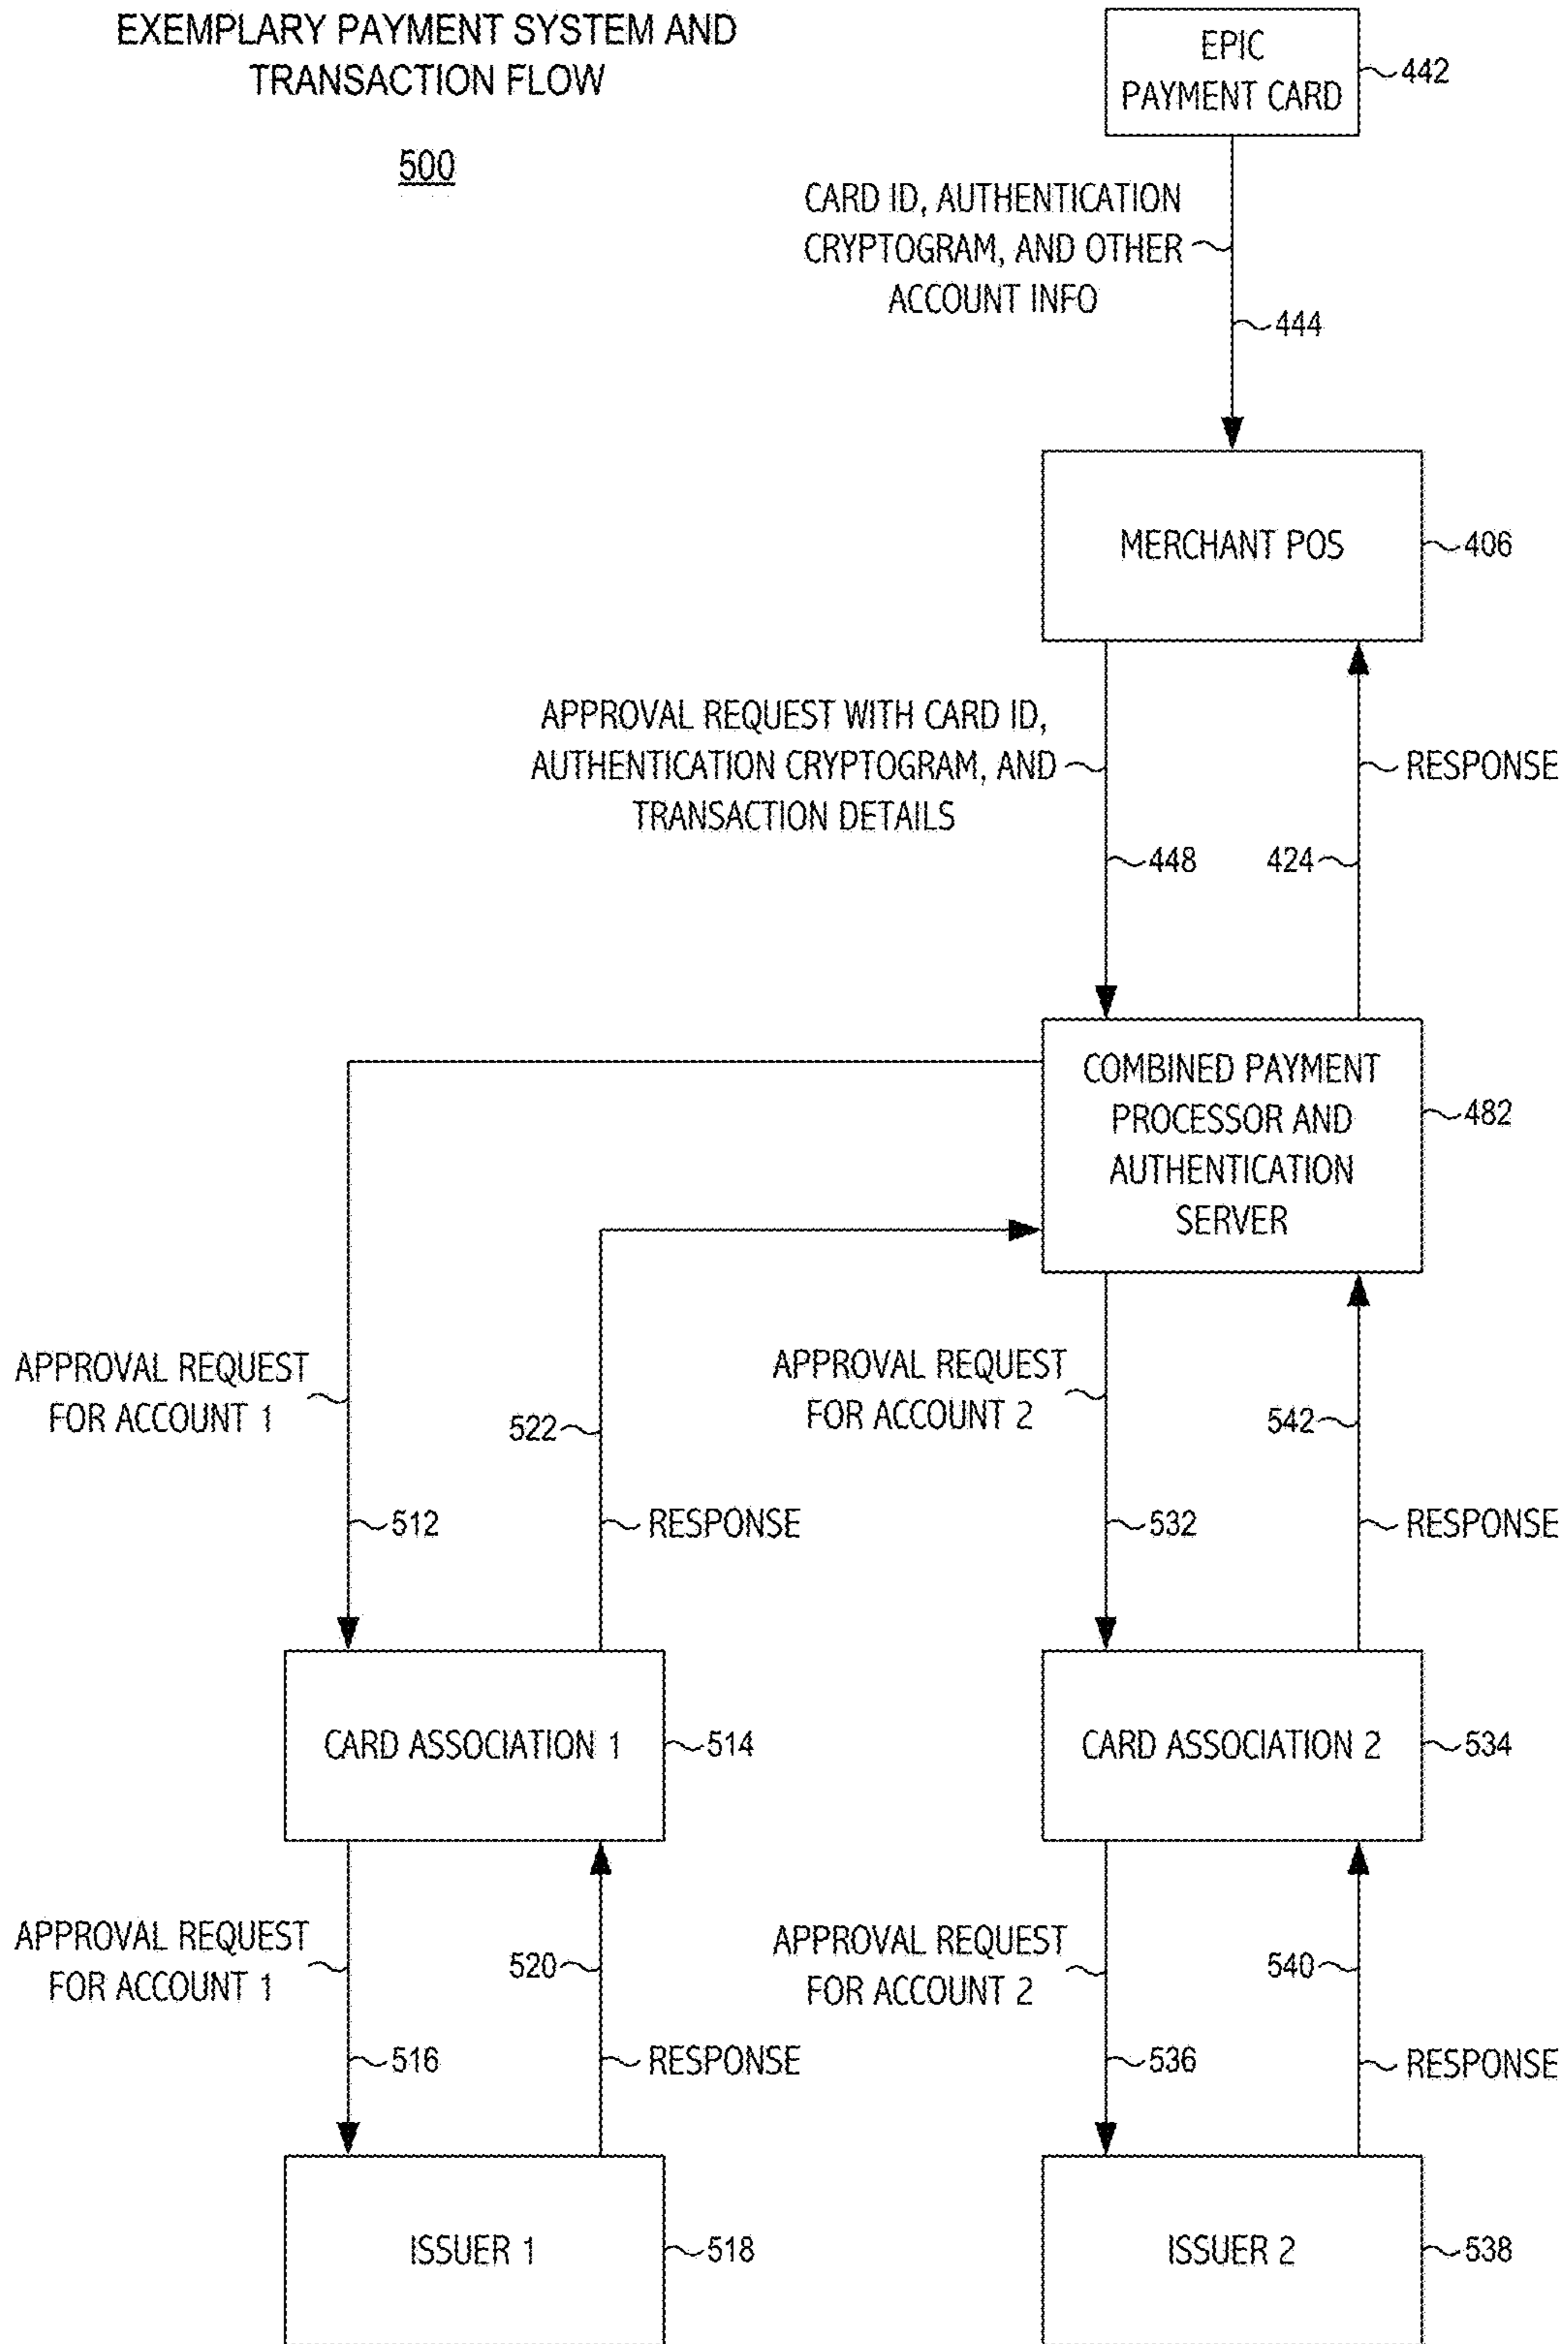 EXEMPLARY PAYMENT SYSTEM AND
TRANSACTION FLOW
500
EPIC
PAYMENT CARD
442
CARD ID, AUTHENTICATION
CRYPTOGRAM, AND OTHER
ACCOUNT INFO
444
MERCHANT POS
406
APPROVAL REQUEST WITH CARD ID,
AUTHENTICATION CRYPTOGRAM, AND
TRANSACTION DETAILS
RESPONSE
448
424
COMBINED PAYMENT
PROCESSOR AND
AUTHENTICATION
SERVER
482
APPROVAL REQUEST
FOR ACCOUNT 1
522
APPROVAL REQUEST
FOR ACCOUNT 2
542
512
RESPONSE
532
RESPONSE
CARD ASSOCIATION 1
514
CARD ASSOCIATION 2
534
APPROVAL REQUEST
FOR ACCOUNT 1
520
APPROVAL REQUEST
FOR ACCOUNT 2
540
516
RESPONSE
536
RESPONSE
ISSUER 1
518
ISSUER 2
538